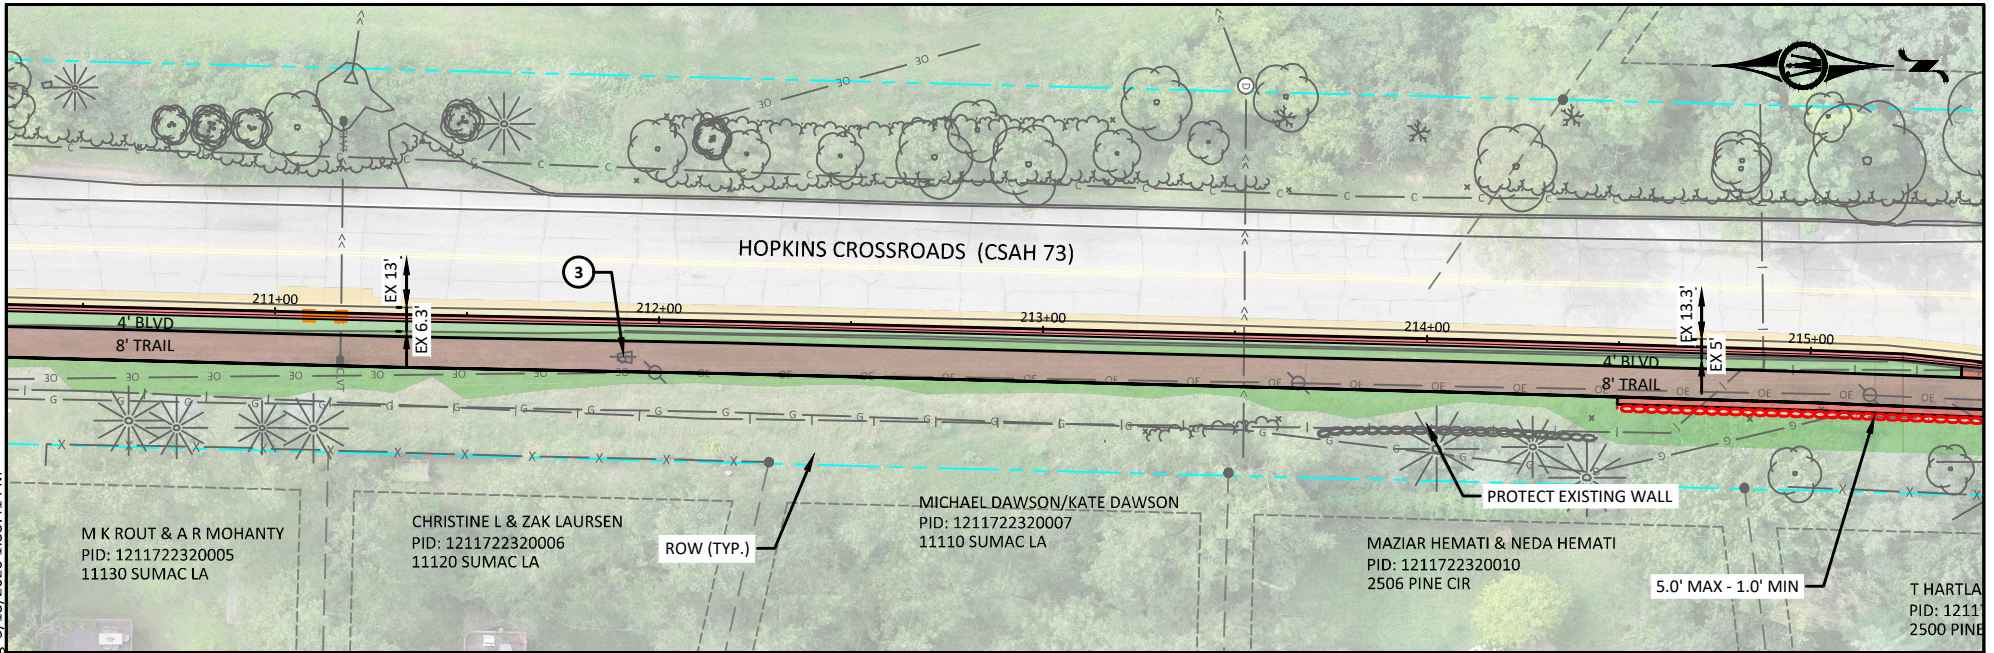 HOPKINS CROSSROADS (CSAH 73)
3
EX 13'
EX 6.3'
EX 13.3'
EX 5'
211+00
212+00
213+00
214+00
215+00
4' BLVD
8' TRAIL
4' BLVD
8' TRAIL
PROTECT EXISTING WALL
ROW (TYP.)
5.0' MAX - 1.0' MIN
M K ROUT & A R MOHANTY
PID: 1211722320005
11130 SUMAC LA
CHRISTINE L & ZAK LAURSEN
PID: 1211722320006
11120 SUMAC LA
MICHAEL DAWSON/KATE DAWSON
PID: 1211722320007
11110 SUMAC LA
MAZIAR HEMATI & NEDA HEMATI
PID: 1211722320010
2506 PINE CIR
T HARTLA
PID: 1211
2500 PINE